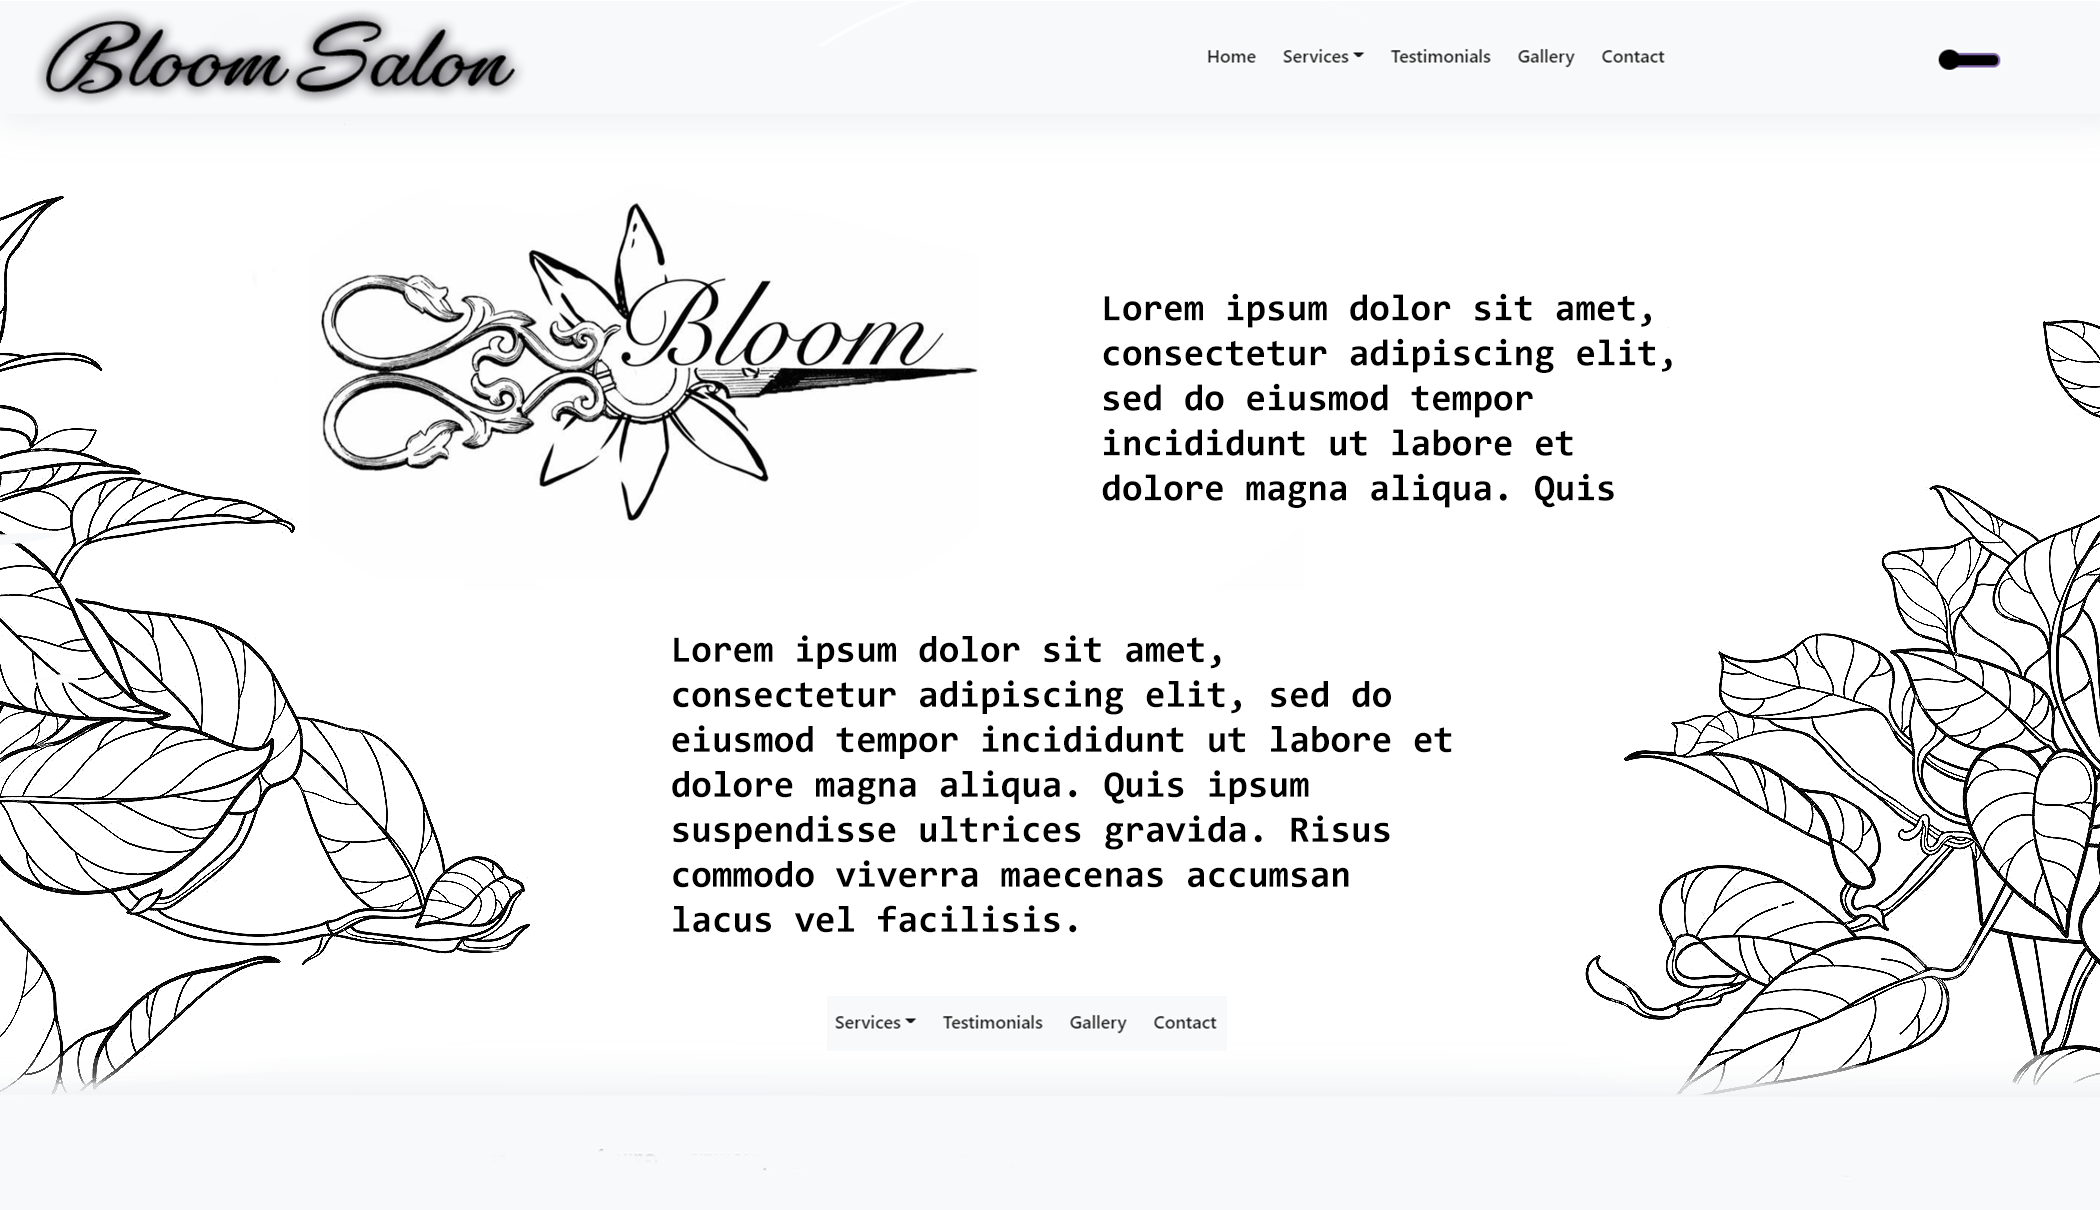 Bloom Salon
Home Services Testimonials Gallery Contact
Bloom
Lorem ipsum dolor sit amet,
consectetur adipiscing elit,
sed do eiusmod tempor
incididunt ut labore et
dolore magna aliqua. Quis
Lorem ipsum dolor sit amet,
consectetur adipiscing elit, sed do
eiusmod tempor incididunt ut labore et
dolore magna aliqua. Quis ipsum
suspendisse ultrices gravida. Risus
commodo viverra maecenas accumsan
lacus vel facilisis.
Services Testimonials Gallery Contact